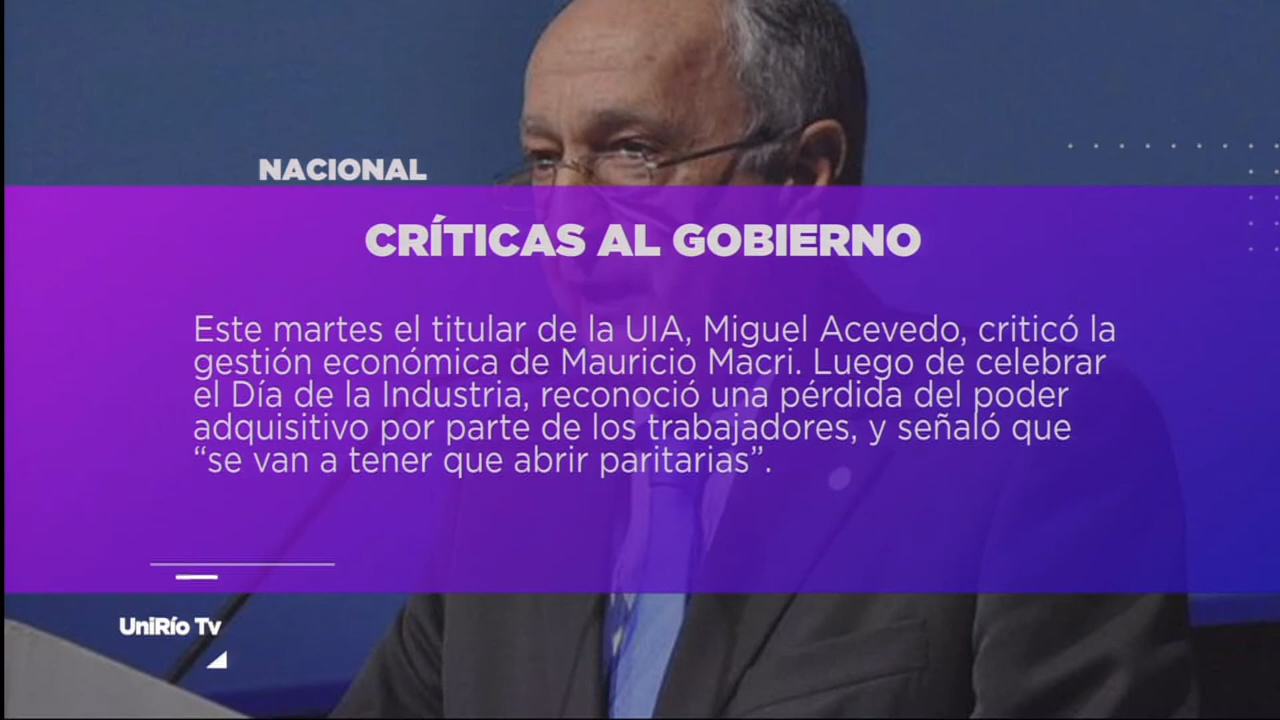 NACIONAL
CRÍTICAS AL GOBIERNO
Este martes el titular de la UIA, Miguel Acevedo, criticó la
gestión económica de Mauricio Macri. Luego de celebrar
el Día de la Industria, reconoció una pérdida del poder
adquisitivo por parte de los trabajadores, y señaló que
“se van a tener que abrir paritarias”.
UniRío Tv